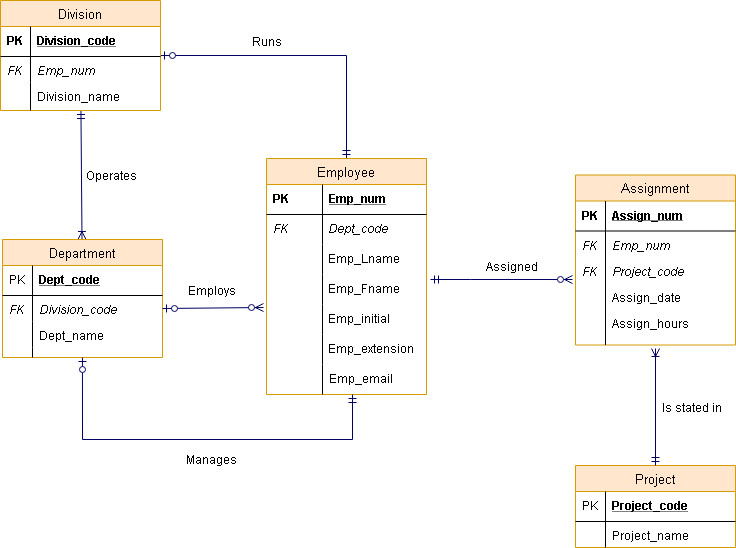 Division
PK Division_code
FK Emp_num
Division_name
Runs
Operates
Employee
PK Emp_num
FK Dept_code
Emp_Lname
Emp_Fname
Emp_initial
Emp_extension
Emp_email
Assignment
PK Assign_num
FK Emp_num
FK Project_code
Assign_date
Assign_hours
Department
PK Dept_code
FK Division_code
Dept_name
Employs
Assigned
Manages
Is stated in
Project
PK Project_code
Project_name